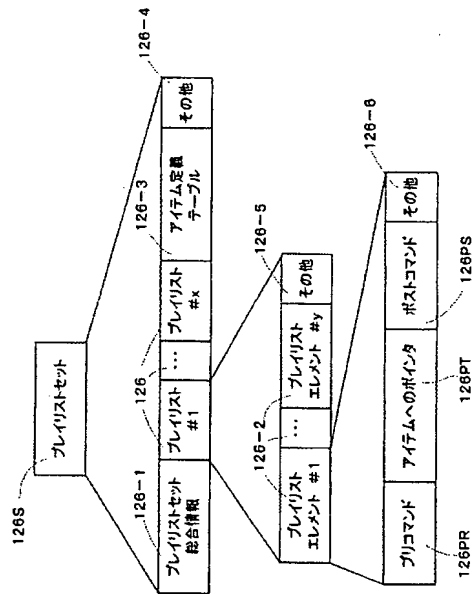 126S
プレイリストセット
126-1
126
126-3
126-4
プレイリストセット
総合情報
プレイリスト
#1
...
プレイリスト
#x
アイテム定義
テーブル
その他
126-2
126-5
プレイリスト
エレメント #1
...
プレイリスト
エレメント #y
その他
126-6
プリコマンド
アイテムへのポインタ
ポストコマンド
その他
126PR
126PT
126PS